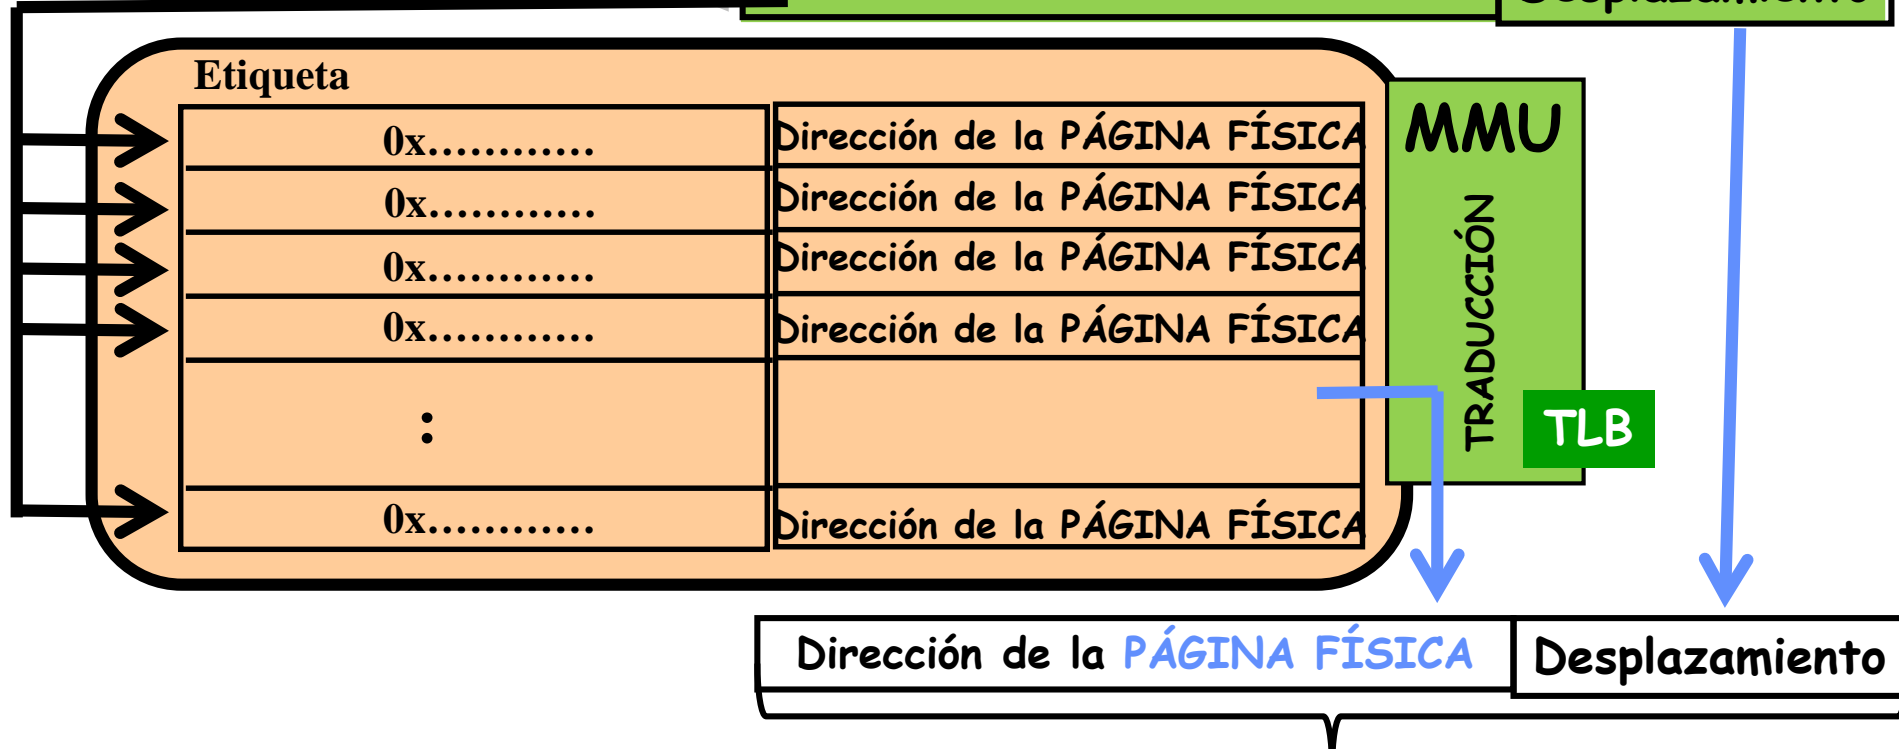 Desplazamiento
Etiqueta
MMU
0x............ Dirección de la PÁGINA FÍSICA
0x............ Dirección de la PÁGINA FÍSICA
0x............ Dirección de la PÁGINA FÍSICA
0x............ Dirección de la PÁGINA FÍSICA
TRADUCCIÓN
:
TLB
0x............ Dirección de la PÁGINA FÍSICA
Dirección de la PÁGINA FÍSICA Desplazamiento